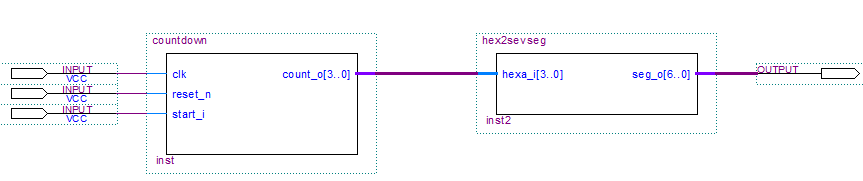 countdown
INPUT
VCC
INPUT
VCC
INPUT
VCC
clk
reset_n
start_i
count_o[3..0]
inst
hex2sevseg
hexa_i[3..0]
seg_o[6..0]
inst2
OUTPUT